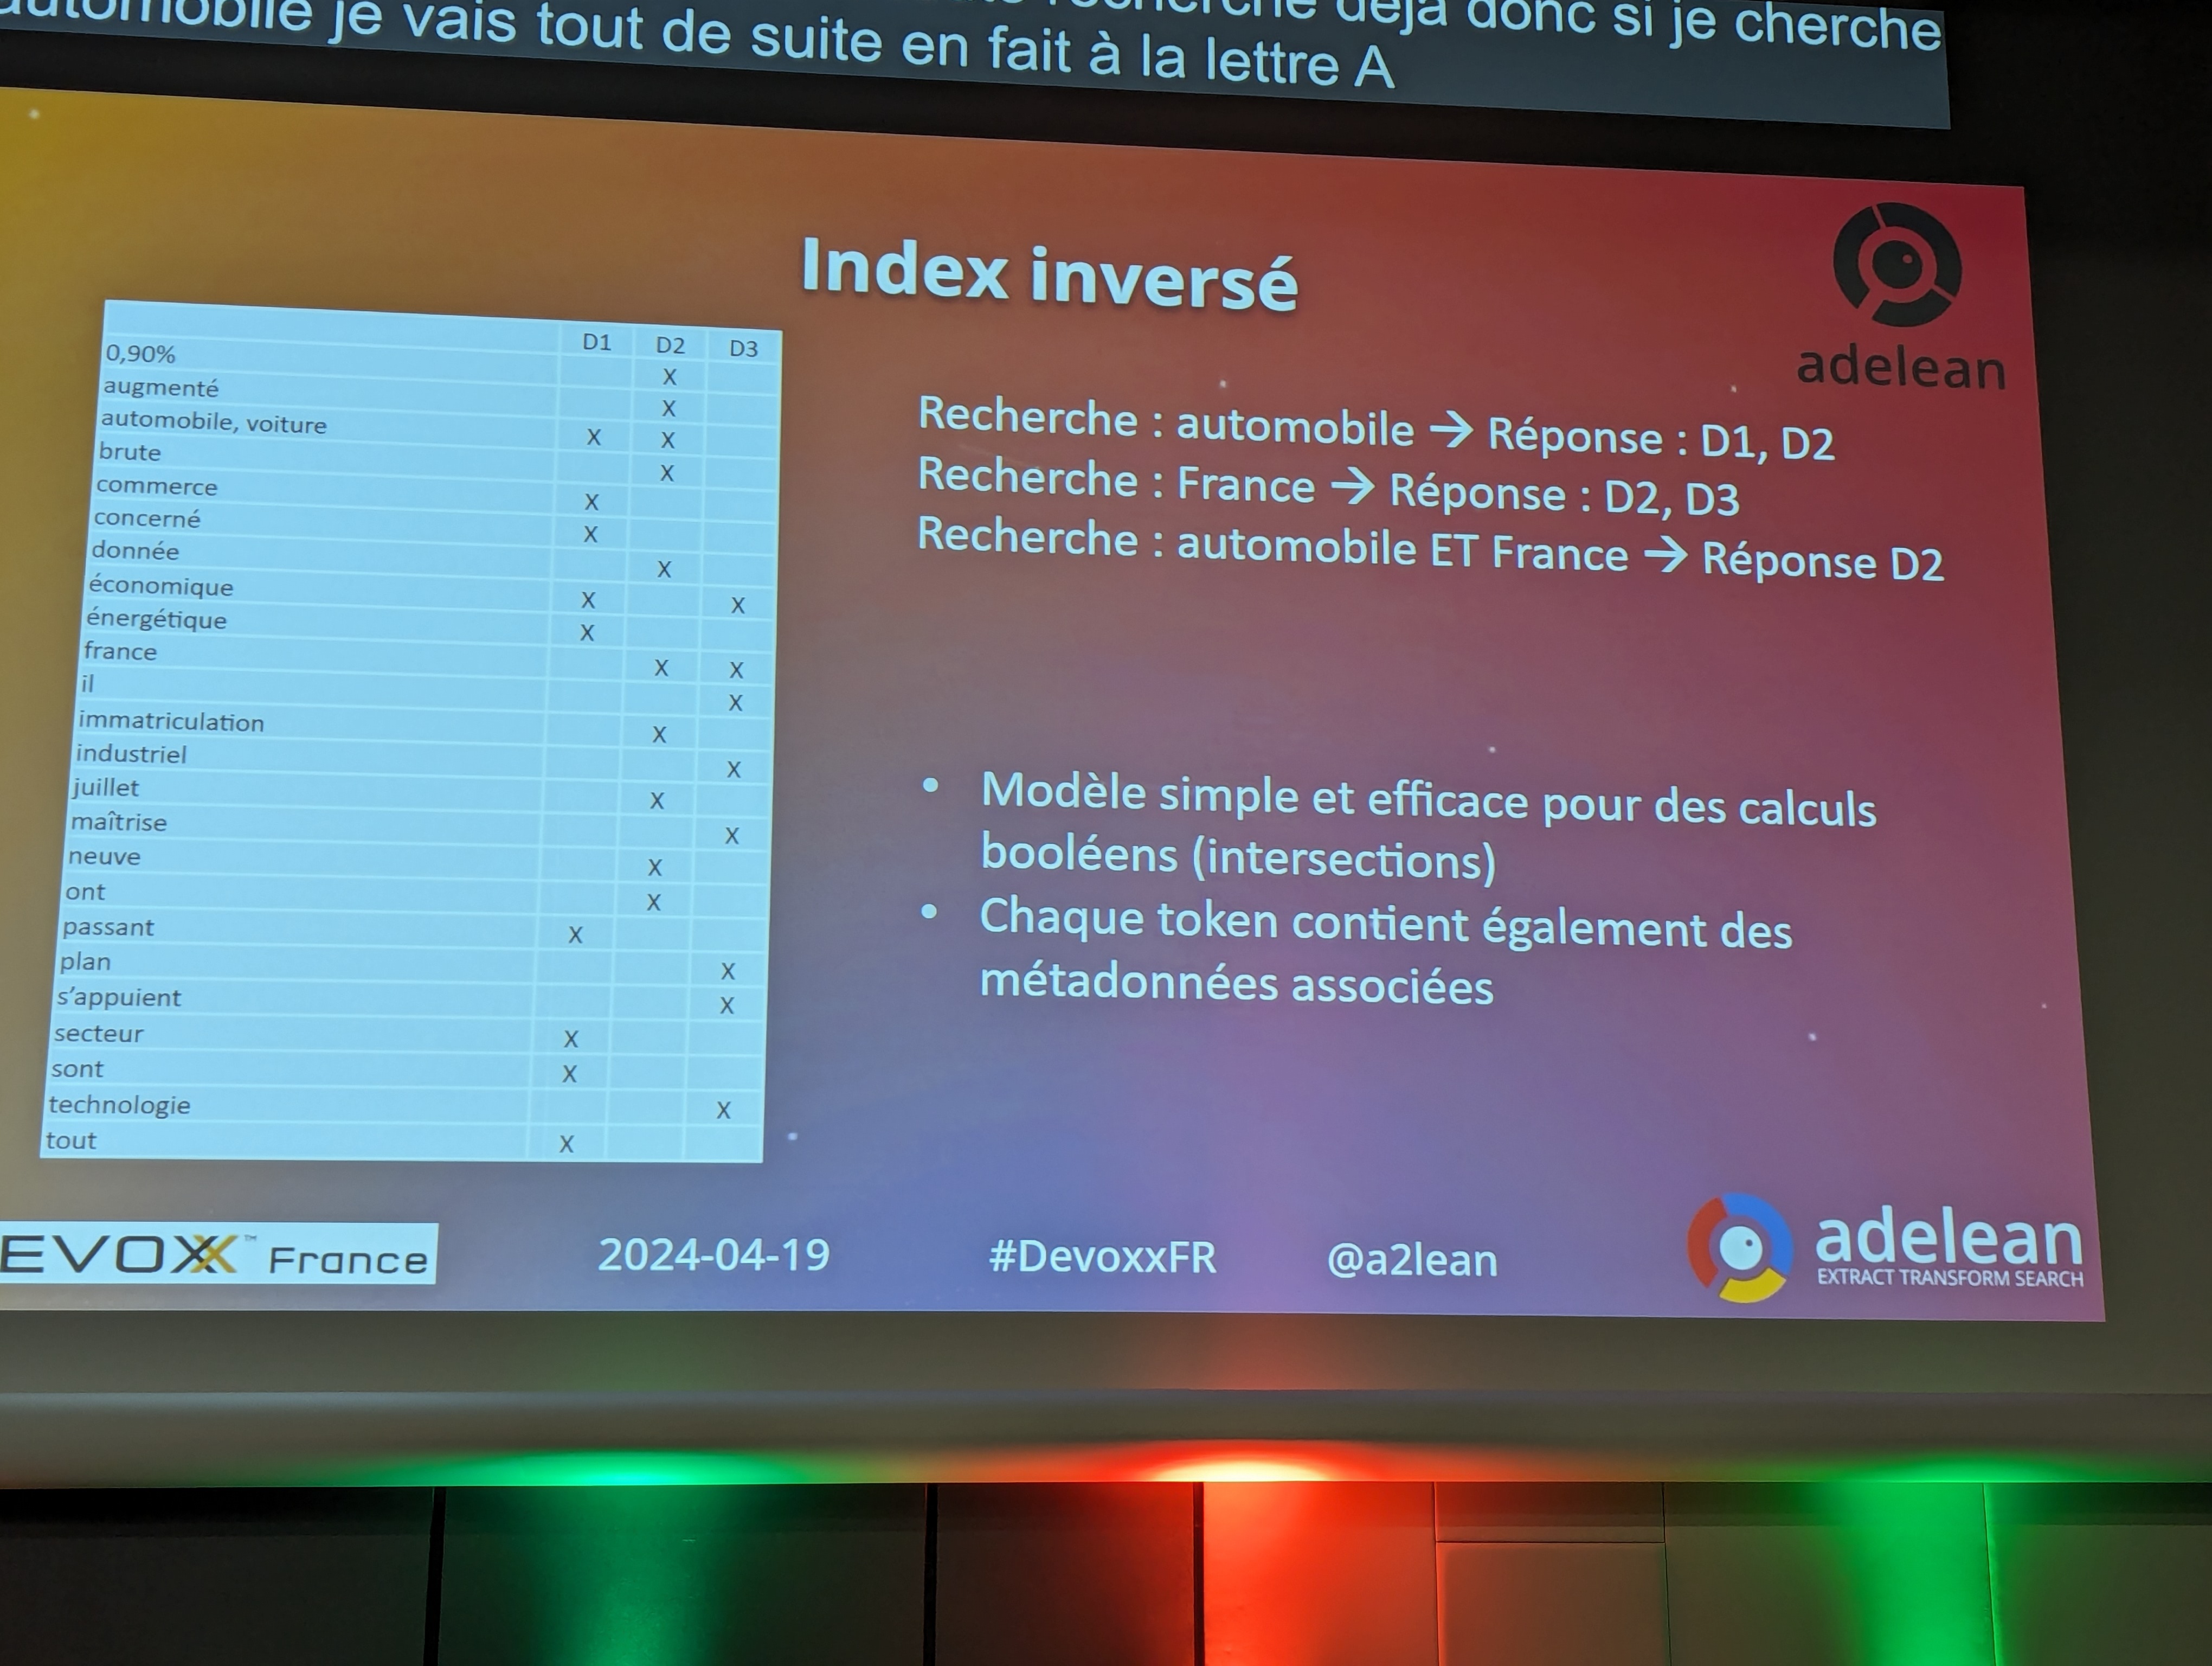 automobile je vais tout de suite en fait à la lettre A
recherche déjà donc si je cherche
Index inversé
adelean
D1 D2 D3
0,90% X
augmenté X
automobile, voiture X X
brute X
commerce X
concerné X
donnée X
économique X X
énergétique X
france X X
il X
immatriculation X
industriel X
juillet X
maîtrise X
neuve X
ont X
passant X
plan X
s'appuient X
secteur X
sont X
technologie X
tout X
Recherche : automobile → Réponse : D1, D2
Recherche : France → Réponse : D2, D3
Recherche : automobile ET France → Réponse D2
• Modèle simple et efficace pour des calculs
booléens (intersections)
• Chaque token contient également des
métadonnées associées
EVOXX™ France
2024-04-19
#DevoxxFR
@a2lean
adelean
EXTRACT TRANSFORM SEARCH